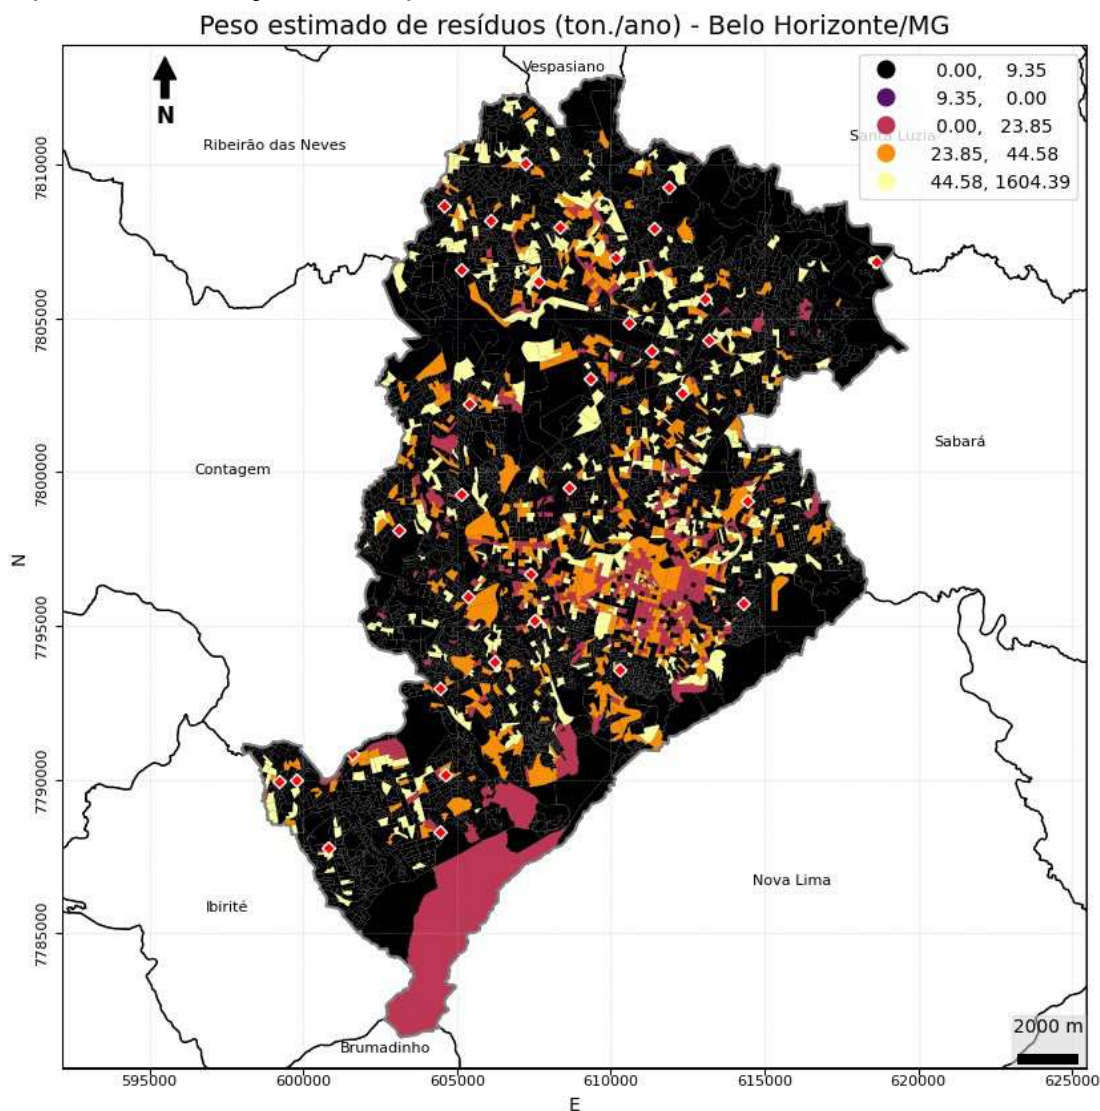 Peso estimado de resíduos (ton./ano) - Belo Horizonte/MG
Vespasiano
N
Ribeirão das Neves
Santa Luzia
0.00, 9.35
9.35, 0.00
0.00, 23.85
23.85, 44.58
44.58, 1604.39
Contagem
Sabará
Nova Lima
Ibirité
Brumadinho
2000 m
7810000
7805000
7800000
7795000
7790000
7785000
N
595000 600000 605000 610000 615000 620000 625000
E